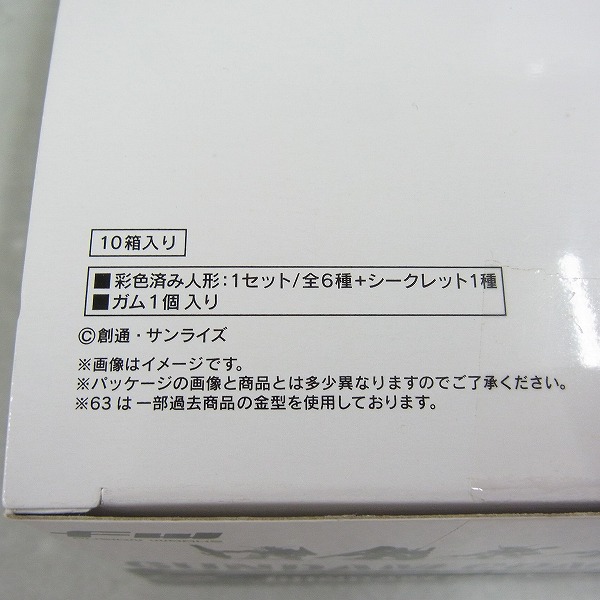 10箱入り
■彩色済み人形:1セット/全6種+シークレット1種
■ガム1個入り
©創通・サンライズ
※画像はイメージです。
※パッケージの画像と商品とは多少異なりますのでご了承ください。
※63は一部過去商品の金型を使用しております。